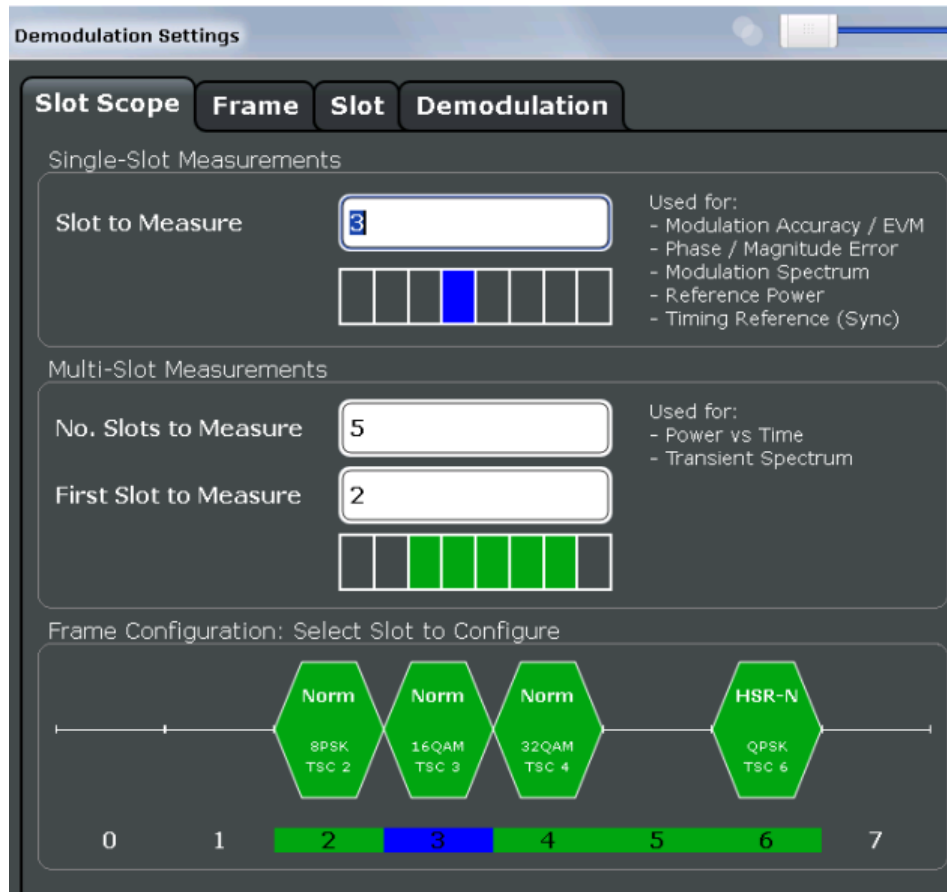 Demodulation Settings
Slot Scope Frame Slot Demodulation
Single-Slot Measurements
Slot to Measure
3
Used for:
- Modulation Accuracy / EVM
- Phase / Magnitude Error
- Modulation Spectrum
- Reference Power
- Timing Reference (Sync)
Multi-Slot Measurements
No. Slots to Measure
5
First Slot to Measure
2
Used for:
- Power vs Time
- Transient Spectrum
Frame Configuration: Select Slot to Configure
Norm
8PSK
TSC 2
Norm
16QAM
TSC 3
Norm
32QAM
TSC 4
HSR-N
QPSK
TSC 6
0 1 2 3 4 5 6 7